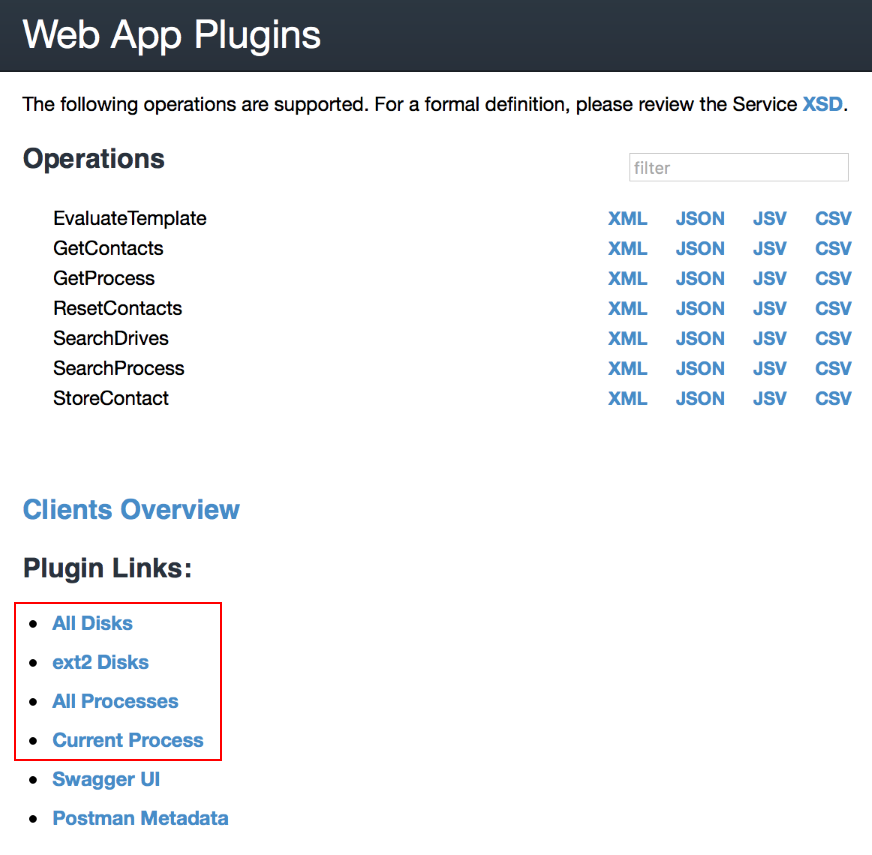 Web App Plugins
The following operations are supported. For a formal definition, please review the Service XSD.
Operations
filter
EvaluateTemplate XML JSON JSV CSV
GetContacts XML JSON JSV CSV
GetProcess XML JSON JSV CSV
ResetContacts XML JSON JSV CSV
SearchDrives XML JSON JSV CSV
SearchProcess XML JSON JSV CSV
StoreContact XML JSON JSV CSV
Clients Overview
Plugin Links:
• All Disks
• ext2 Disks
• All Processes
• Current Process
• Swagger UI
• Postman Metadata